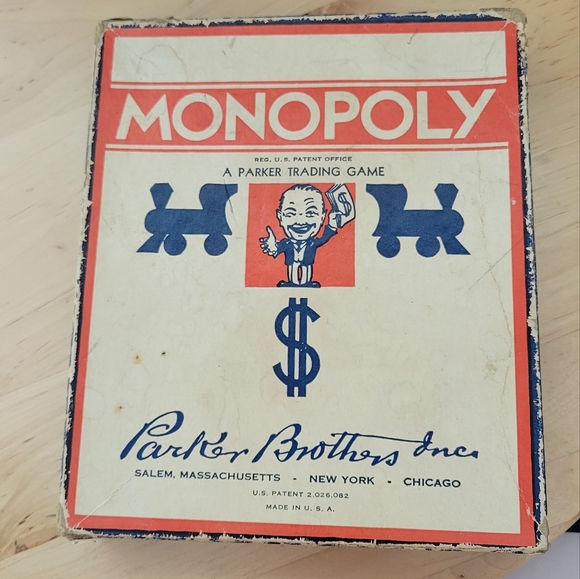 MONOPOLY
REG. U.S. PATENT OFFICE
A PARKER TRADING GAME
$
$
Parker Brothers Inc.
SALEM, MASSACHUSETTS - NEW YORK - CHICAGO
U.S. PATENT 2,026,082
MADE IN U. S. A.